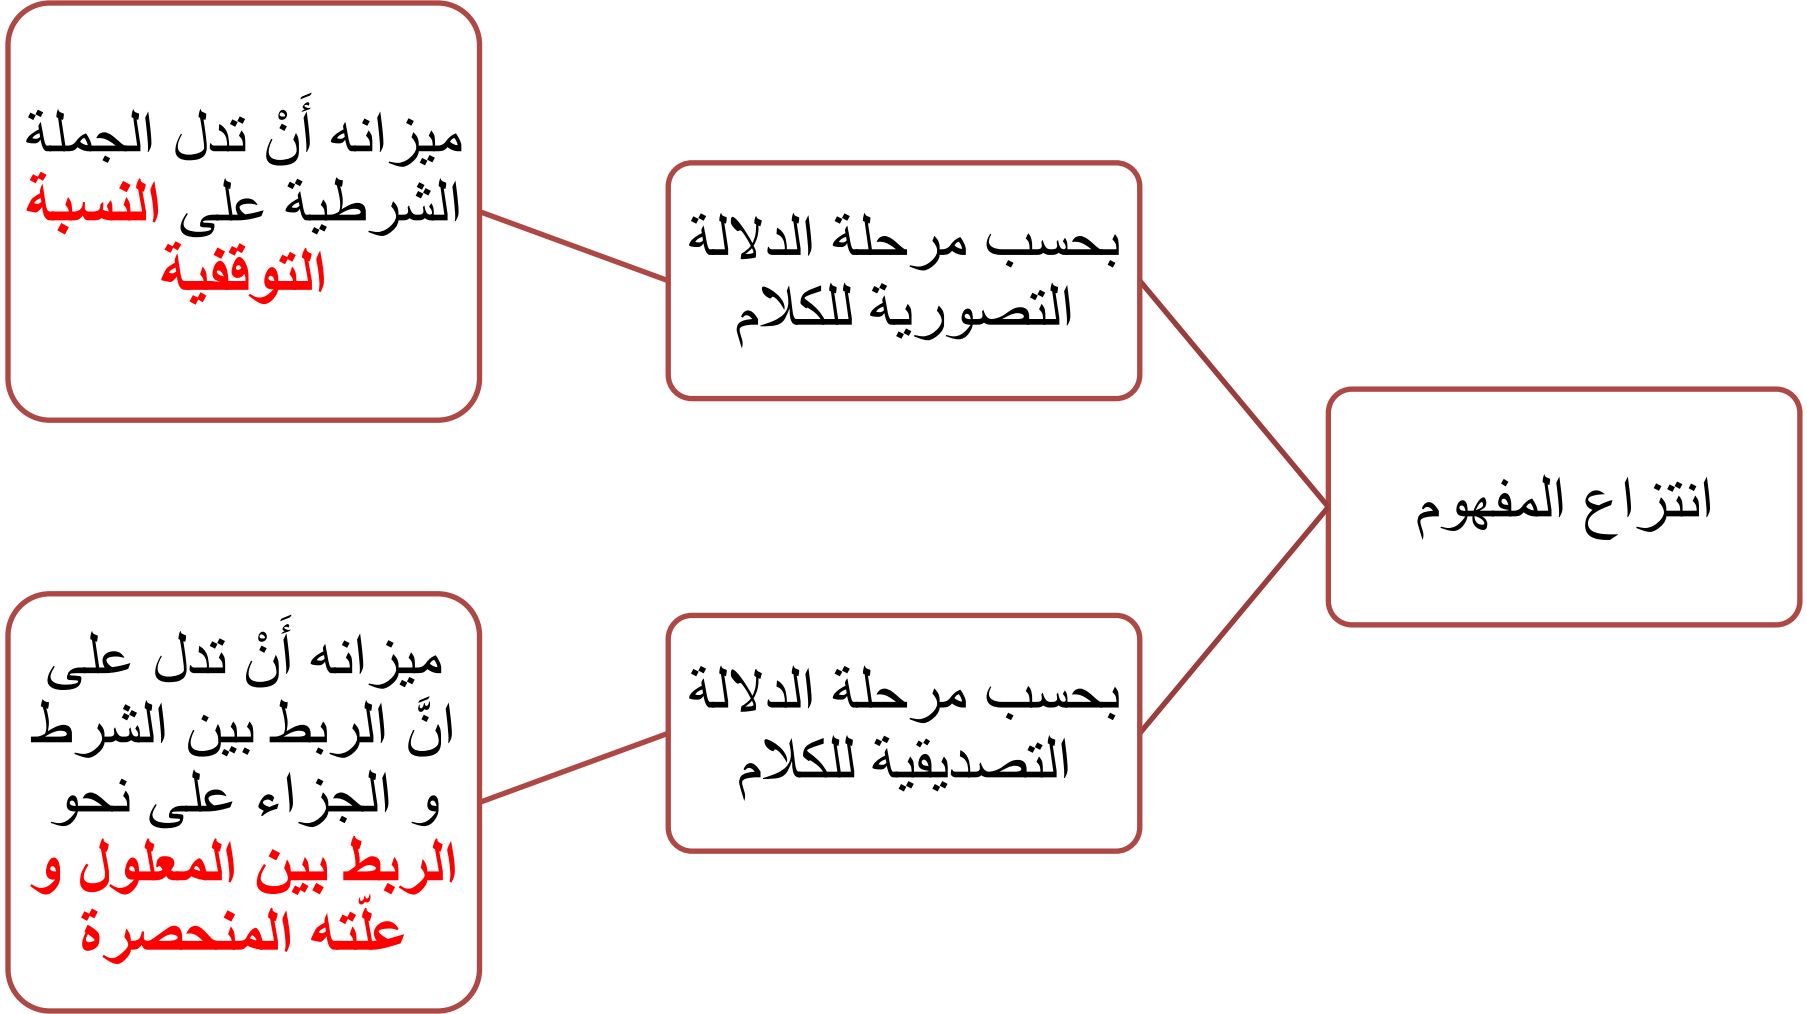 انتزاع المفهوم
بحسب مرحلة الدلالة
التصورية للكلام
ميزانه أَنْ تدل الجملة
الشرطية على النسبة
التوقفية
بحسب مرحلة الدلالة
التصديقية للكلام
ميزانه أَنْ تدل على
انَّ الربط بين الشرط
و الجزاء على نحو
الربط بين المعلول و
علّته المنحصرة